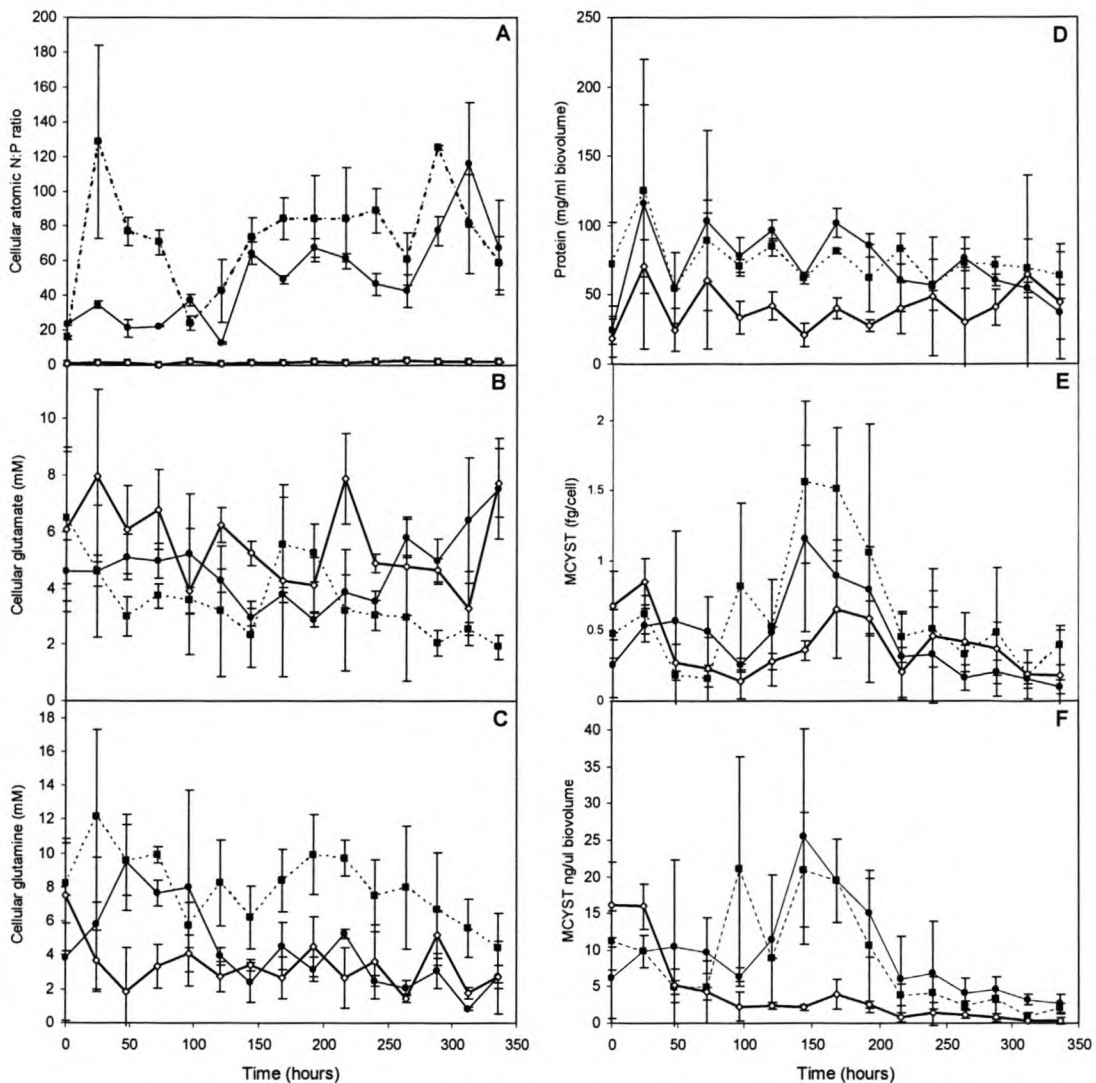 A
Cellular atomic N:P ratio
200
180
160
140
120
100
80
60
40
20
0
B
Cellular glutamate (mM)
10
8
6
4
2
0
C
Cellular glutamine (mM)
18
16
14
12
10
8
6
4
2
0
0 50 100 150 200 250 300 350
Time (hours)
D
Protein (mg/ml biovolume)
250
200
150
100
50
0
E
MCYST (fg/cell)
2
1.5
1
0.5
0
F
MCYST ng/ul biovolume
40
35
30
25
20
15
10
5
0
0 50 100 150 200 250 300 350
Time (hours)